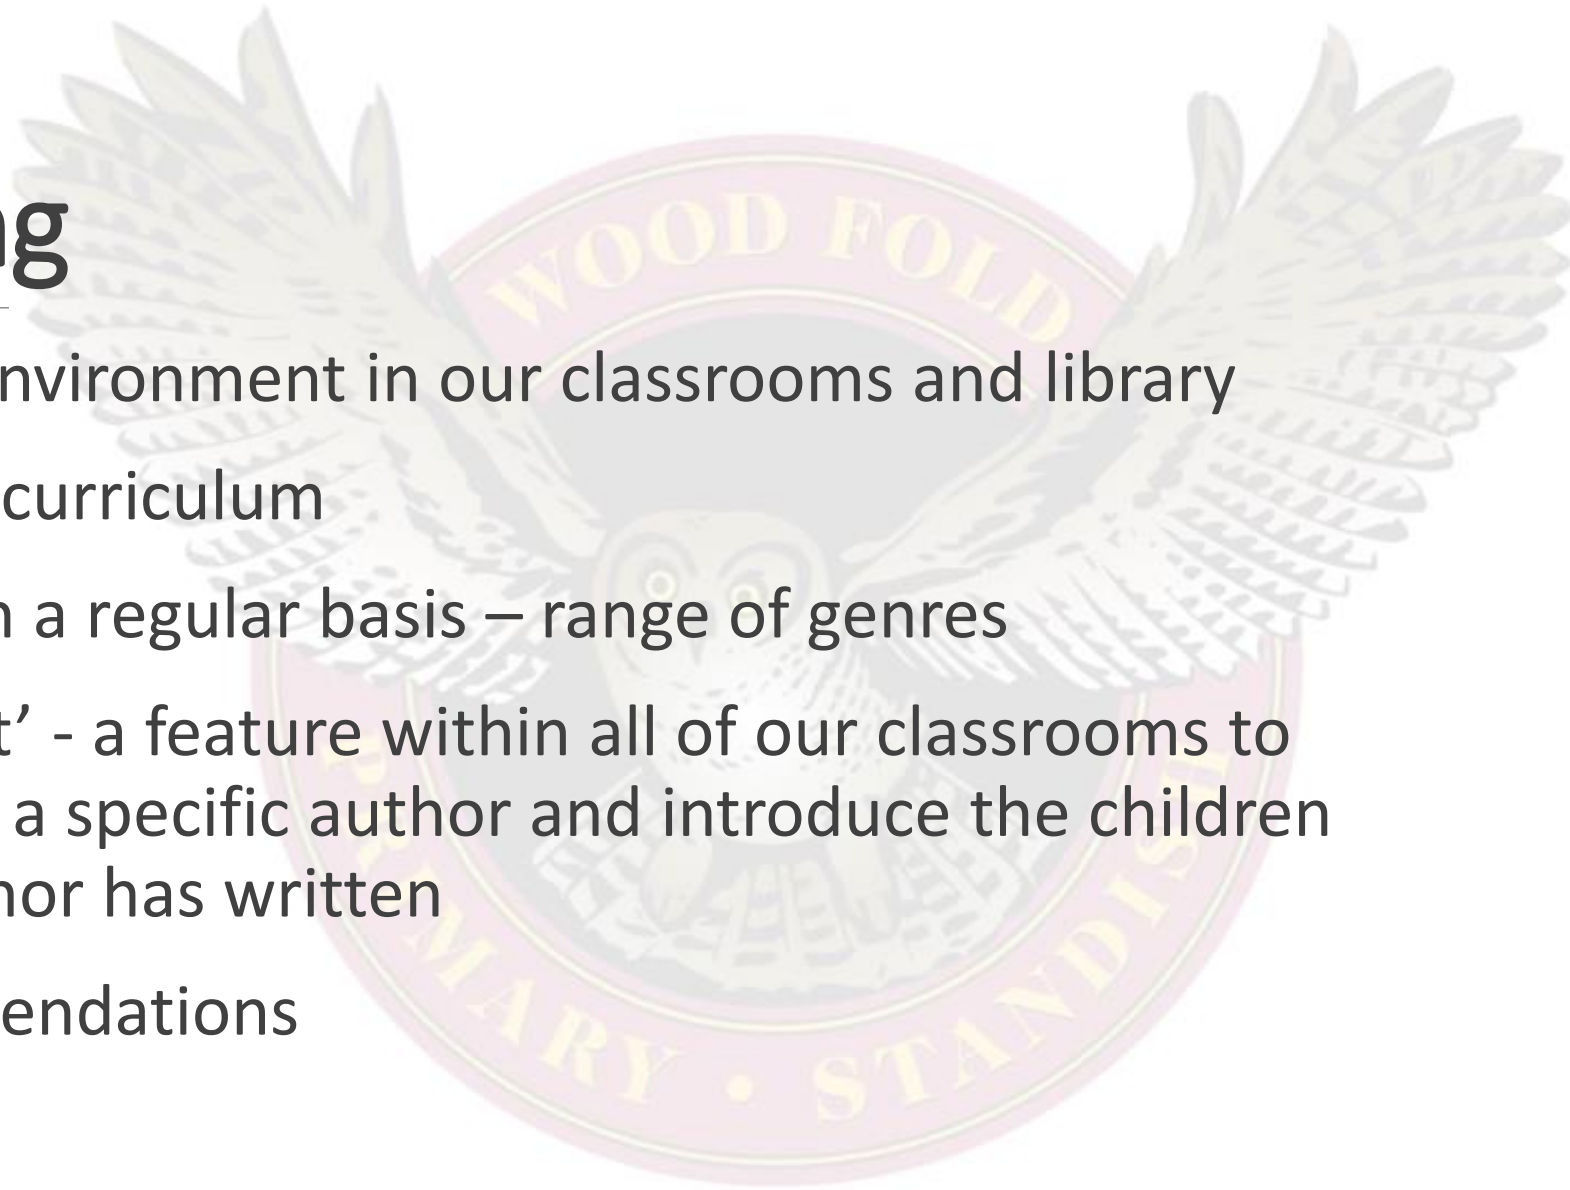 g
nvironment in our classrooms and library
curriculum
n a regular basis – range of genres
t’ - a feature within all of our classrooms to
a specific author and introduce the children
hor has written
endations
WOOD FOLD
PRIMARY • STANDISH